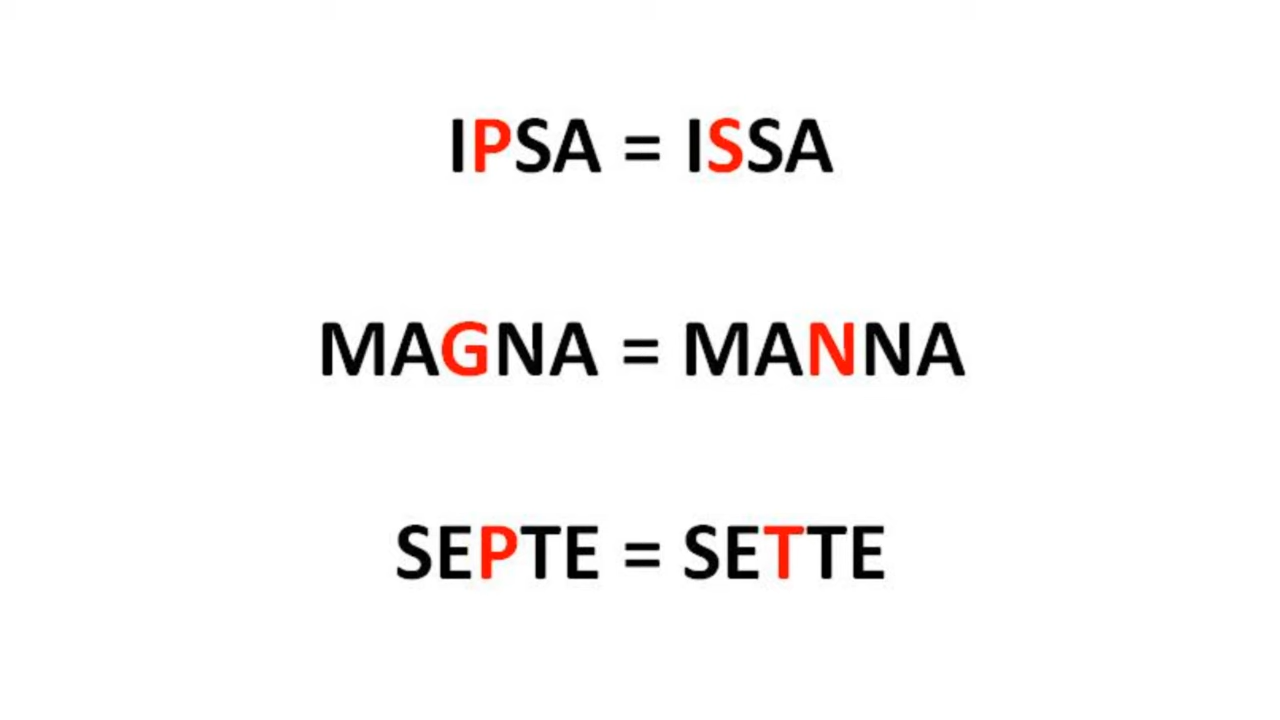 IPSA = ISSA
MAGNA = MANNA
SEPTE = SETTE